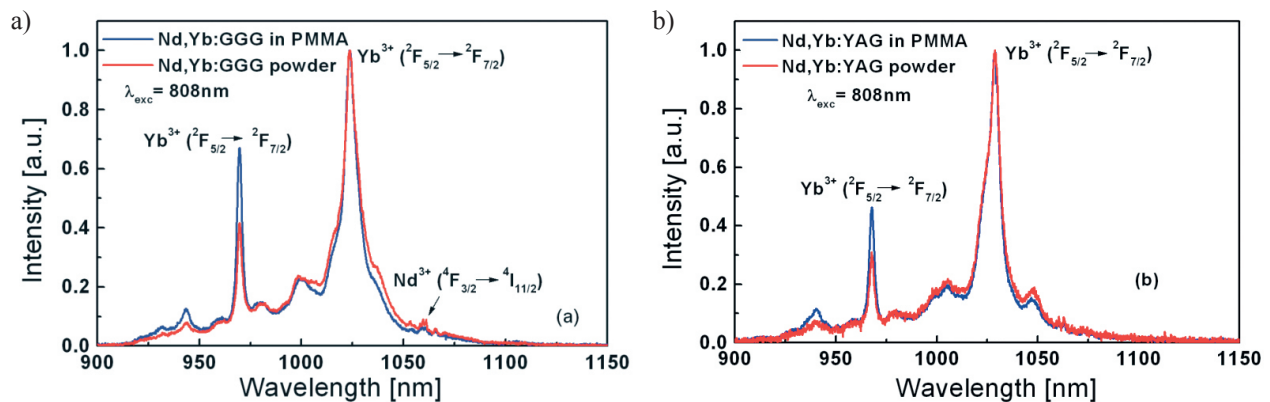 a)
Nd,Yb:GGG in PMMA
Nd,Yb:GGG powder
λexc= 808nm
Yb3+ (2F5/2 → 2F7/2)
Yb3+ (2F5/2 → 2F7/2)
Nd3+ (4F3/2 → 4I11/2)
(a)
Intensity [a.u.]
1.0
0.8
0.6
0.4
0.2
0.0
900 950 1000 1050 1100 1150
Wavelength [nm]
b)
Nd,Yb:YAG in PMMA
Nd,Yb:YAG powder
Yb3+ (2F5/2 → 2F7/2)
λexc= 808nm
Yb3+ (2F5/2 → 2F7/2)
(b)
Intensity [a.u.]
1.0
0.8
0.6
0.4
0.2
0.0
900 950 1000 1050 1100 1150
Wavelength [nm]